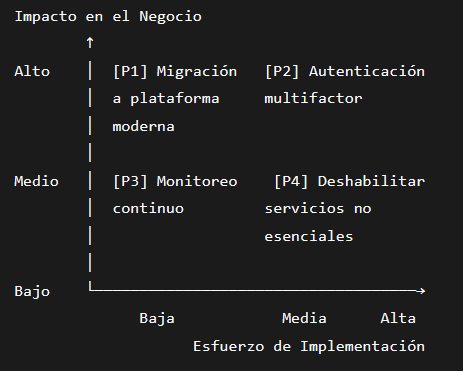 Impacto en el Negocio
↑
Alto │ [P1] Migración [P2] Autenticación
│ a plataforma multifactor
│ moderna
│
Medio │ [P3] Monitoreo [P4] Deshabilitar
│ continuo servicios no
│ esenciales
│
Bajo └──────────────────────────────→
Baja Media Alta
Esfuerzo de Implementación